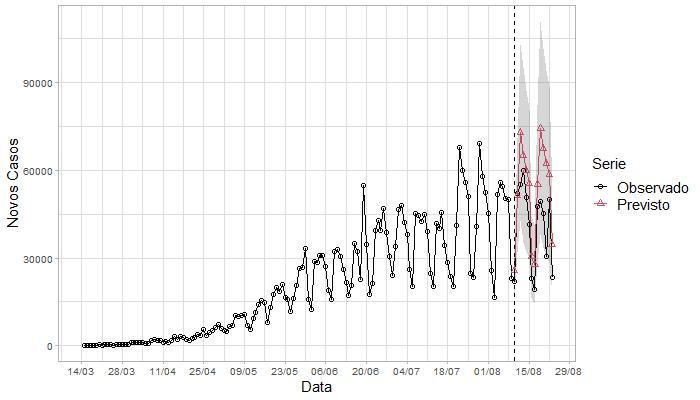 90000
60000
30000
0
Novos Casos
14/03 28/03 11/04 25/04 09/05 23/05 06/06 20/06 04/07 18/07 01/08 15/08 29/08
Data
Serie
Observado
Previsto